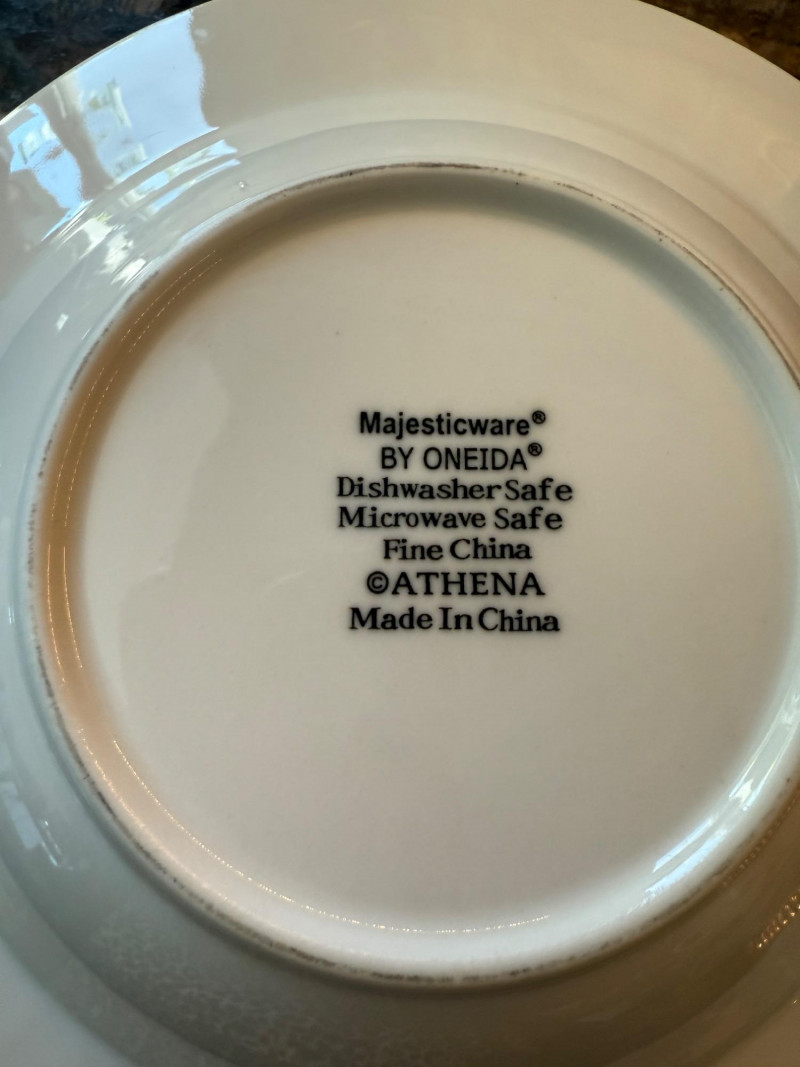 Majesticware®
BY ONEIDA®
Dishwasher Safe
Microwave Safe
Fine China
©ATHENA
Made In China